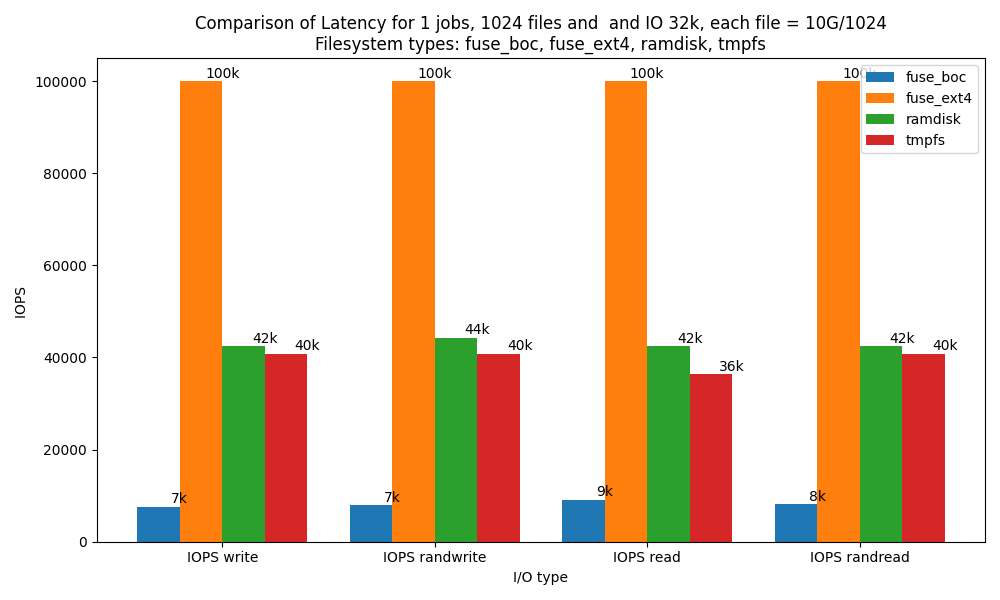 Comparison of Latency for 1 jobs, 1024 files and  and IO 32k, each file = 10G/1024
Filesystem types: fuse_boc, fuse_ext4, ramdisk, tmpfs
100k
100k
100k
100k
fuse_boc
fuse_ext4
ramdisk
tmpfs
100000
80000
60000
40000
20000
0
IOPS
7k
42k
40k
7k
44k
40k
9k
42k
36k
8k
42k
40k
IOPS write
IOPS randwrite
IOPS read
IOPS randread
I/O type